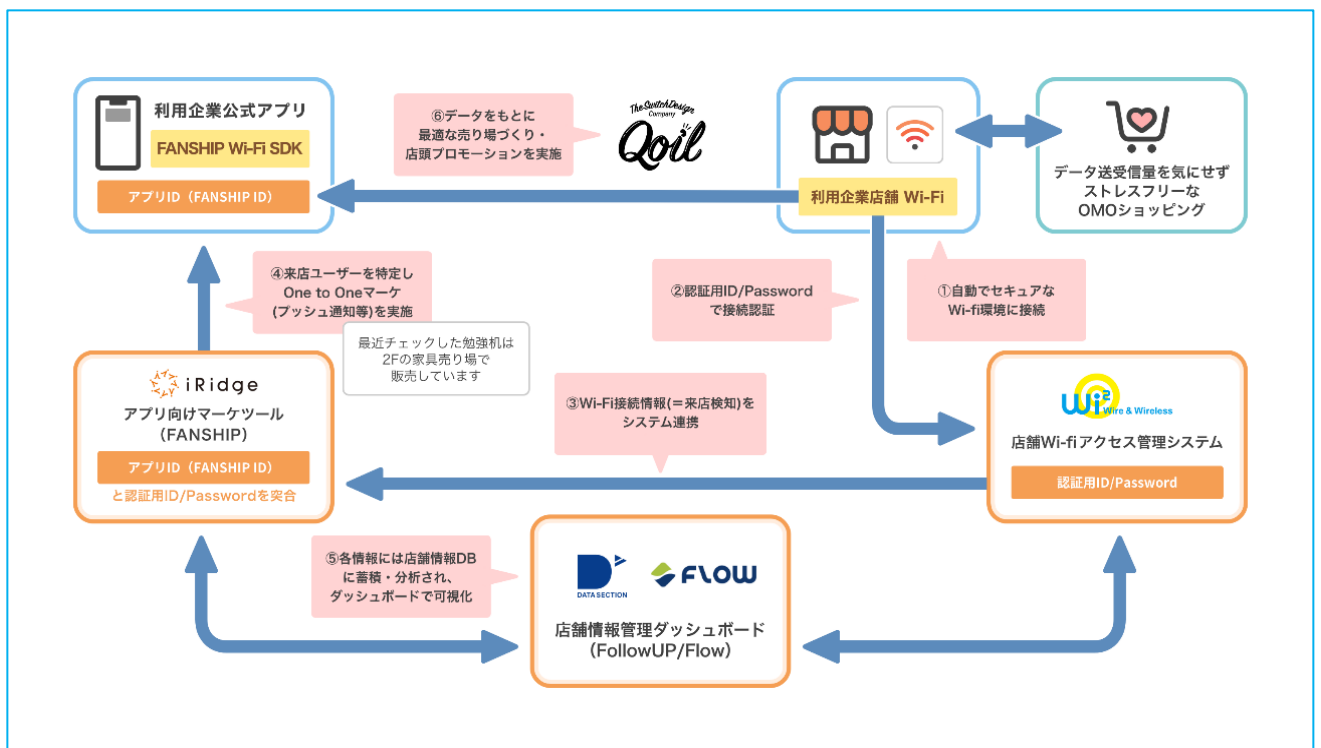 利用企業公式アプリ
FANSHIP Wi-Fi SDK
アプリID（FANSHIP ID）
⑥データをもとに
最適な売り場づくり・
店頭プロモーションを実施
The Switch Design
Company
Qoil
利用企業店舗 Wi-Fi
データ送受信量を気にせず
ストレスフリーな
OMOショッピング
④来店ユーザーを特定し
One to Oneマーケ
(プッシュ通知等)を実施
最近チェックした勉強机は
2Fの家具売り場で
販売しています
②認証用ID/Password
で接続認証
①自動でセキュアな
Wi-fi環境に接続
iRidge
アプリ向けマーケツール
（FANSHIP）
アプリID（FANSHIP ID）
と認証用ID/Passwordを突合
③Wi-Fi接続情報(＝来店検知)を
システム連携
Wi2
Wire & Wireless
店舗Wi-fiアクセス管理システム
認証用ID/Password
⑤各情報には店舗情報DB
に蓄積・分析され、
ダッシュボードで可視化
D
DATA SECTION
FLOW
店舗情報管理ダッシュボード
（FollowUP/Flow）